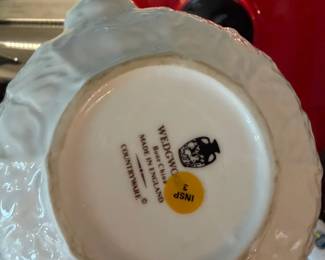 WEDGWO
Bone China
MADE IN ENGLAND
COUNTRYWARE ©
INSP
3